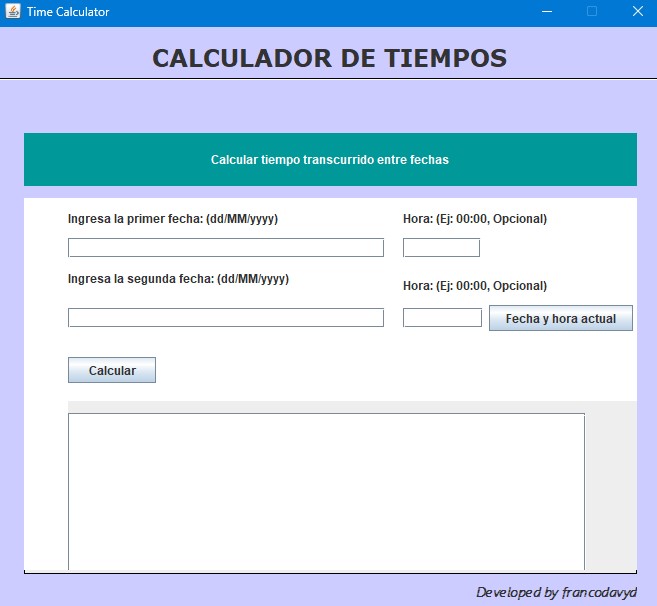 Time Calculator
CALCULADOR DE TIEMPOS
Calcular tiempo transcurrido entre fechas
Ingresa la primer fecha: (dd/MM/yyyy)
Hora: (Ej: 00:00, Opcional)
Ingresa la segunda fecha: (dd/MM/yyyy)
Hora: (Ej: 00:00, Opcional)
Fecha y hora actual
Calcular
Developed by francodavyd